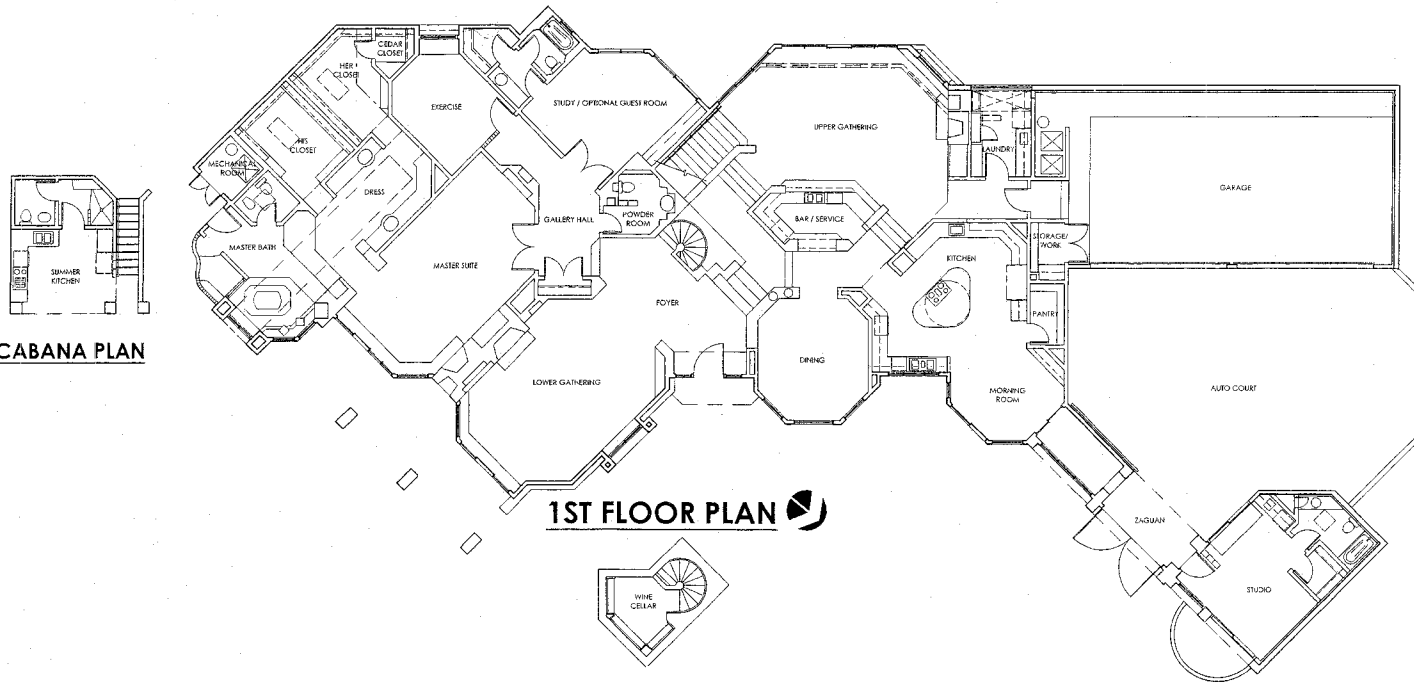 CEDAR
CLOSET
HER
CLOSET
EXERCISE
STUDY / OPTIONAL GUEST ROOM
UPPER GATHERING
LAUNDRY
GARAGE
HIS
CLOSET
MECHANICAL
ROOM
DRESS
GALLERY HALL
POWDER
ROOM
BAR / SERVICE
STORAGE/
WORK
KITCHEN
MASTER BATH
MASTER SUITE
SUMMER
KITCHEN
FOYER
PANTRY
CABANA PLAN
LOWER GATHERING
DINING
MORNING
ROOM
AUTO COURT
1ST FLOOR PLAN
ZAGUAN
STUDIO
WINE
CELLAR